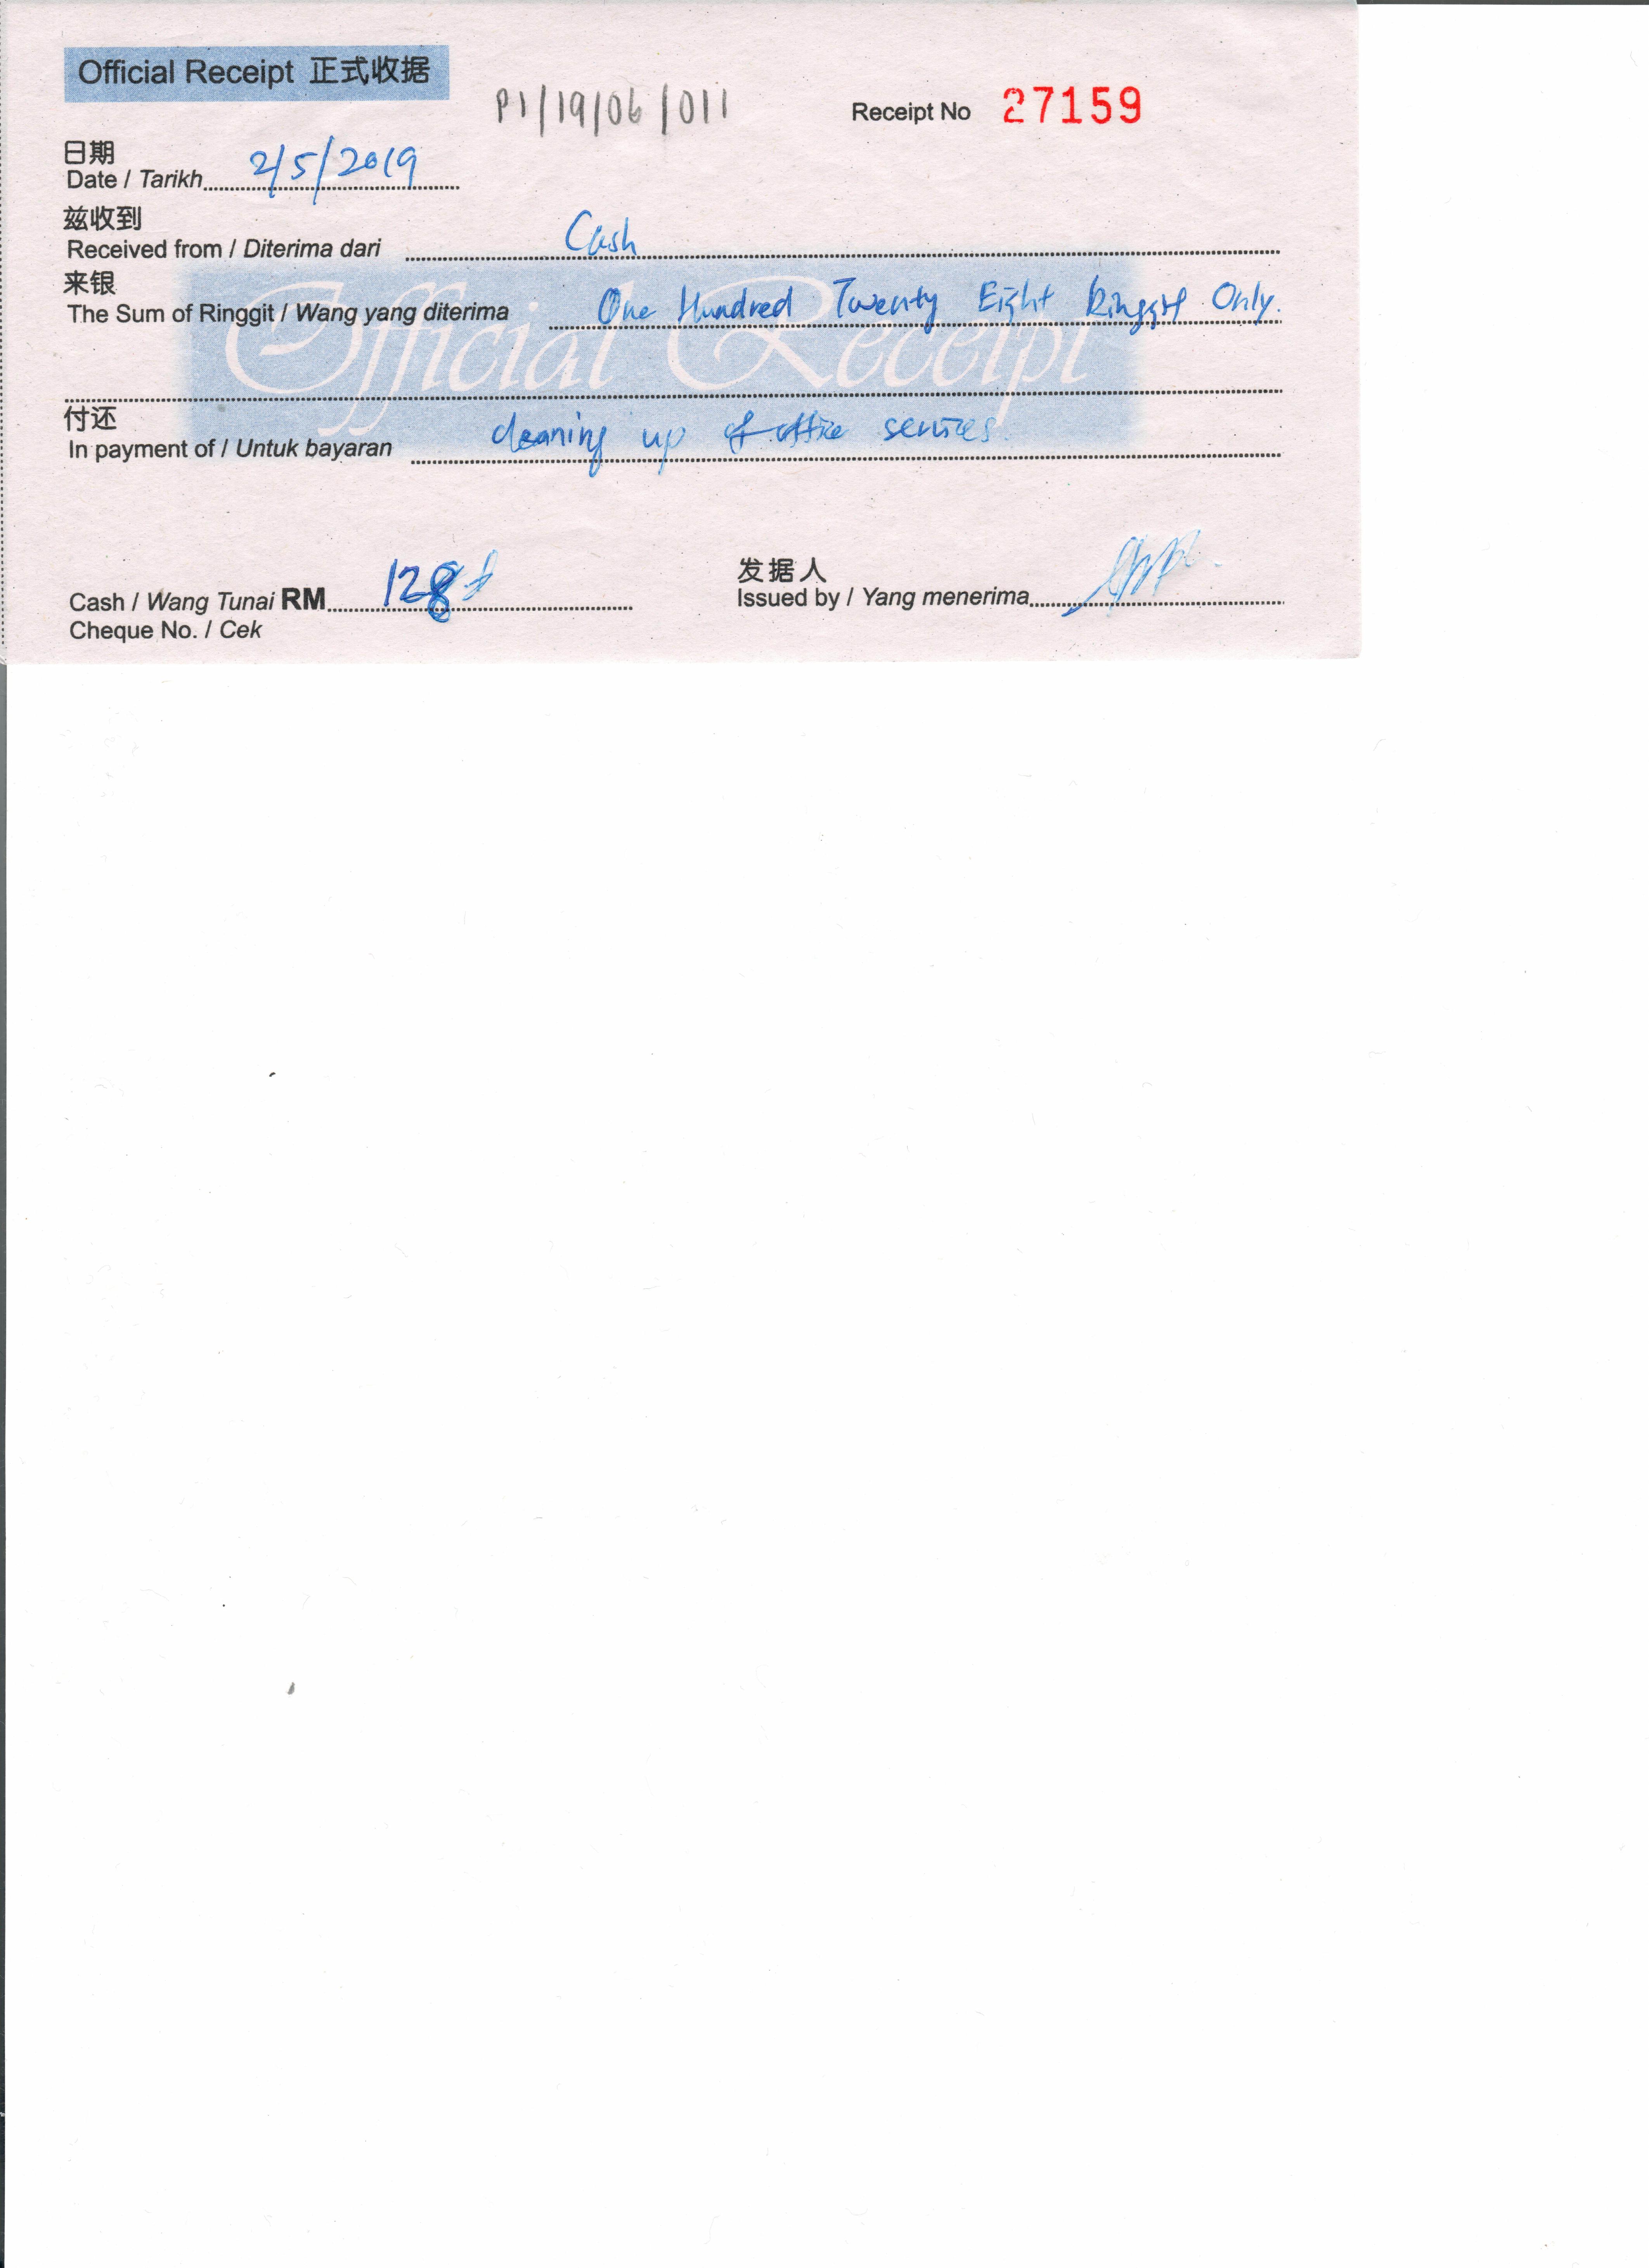 Official Receipt 正式收据
P1/19/06/011
Receipt No 27159
日期
Date / Tarikh 2/5/2019
兹收到
Received from / Diterima dari Cash
来银
The Sum of Ringgit / Wang yang diterima One Hundred Twenty Eight Ringgit Only.
Official Receipt
付还
In payment of / Untuk bayaran cleaning up of office services.
发据人
Cash / Wang Tunai RM 128
Issued by / Yang menerima
Cheque No. / Cek